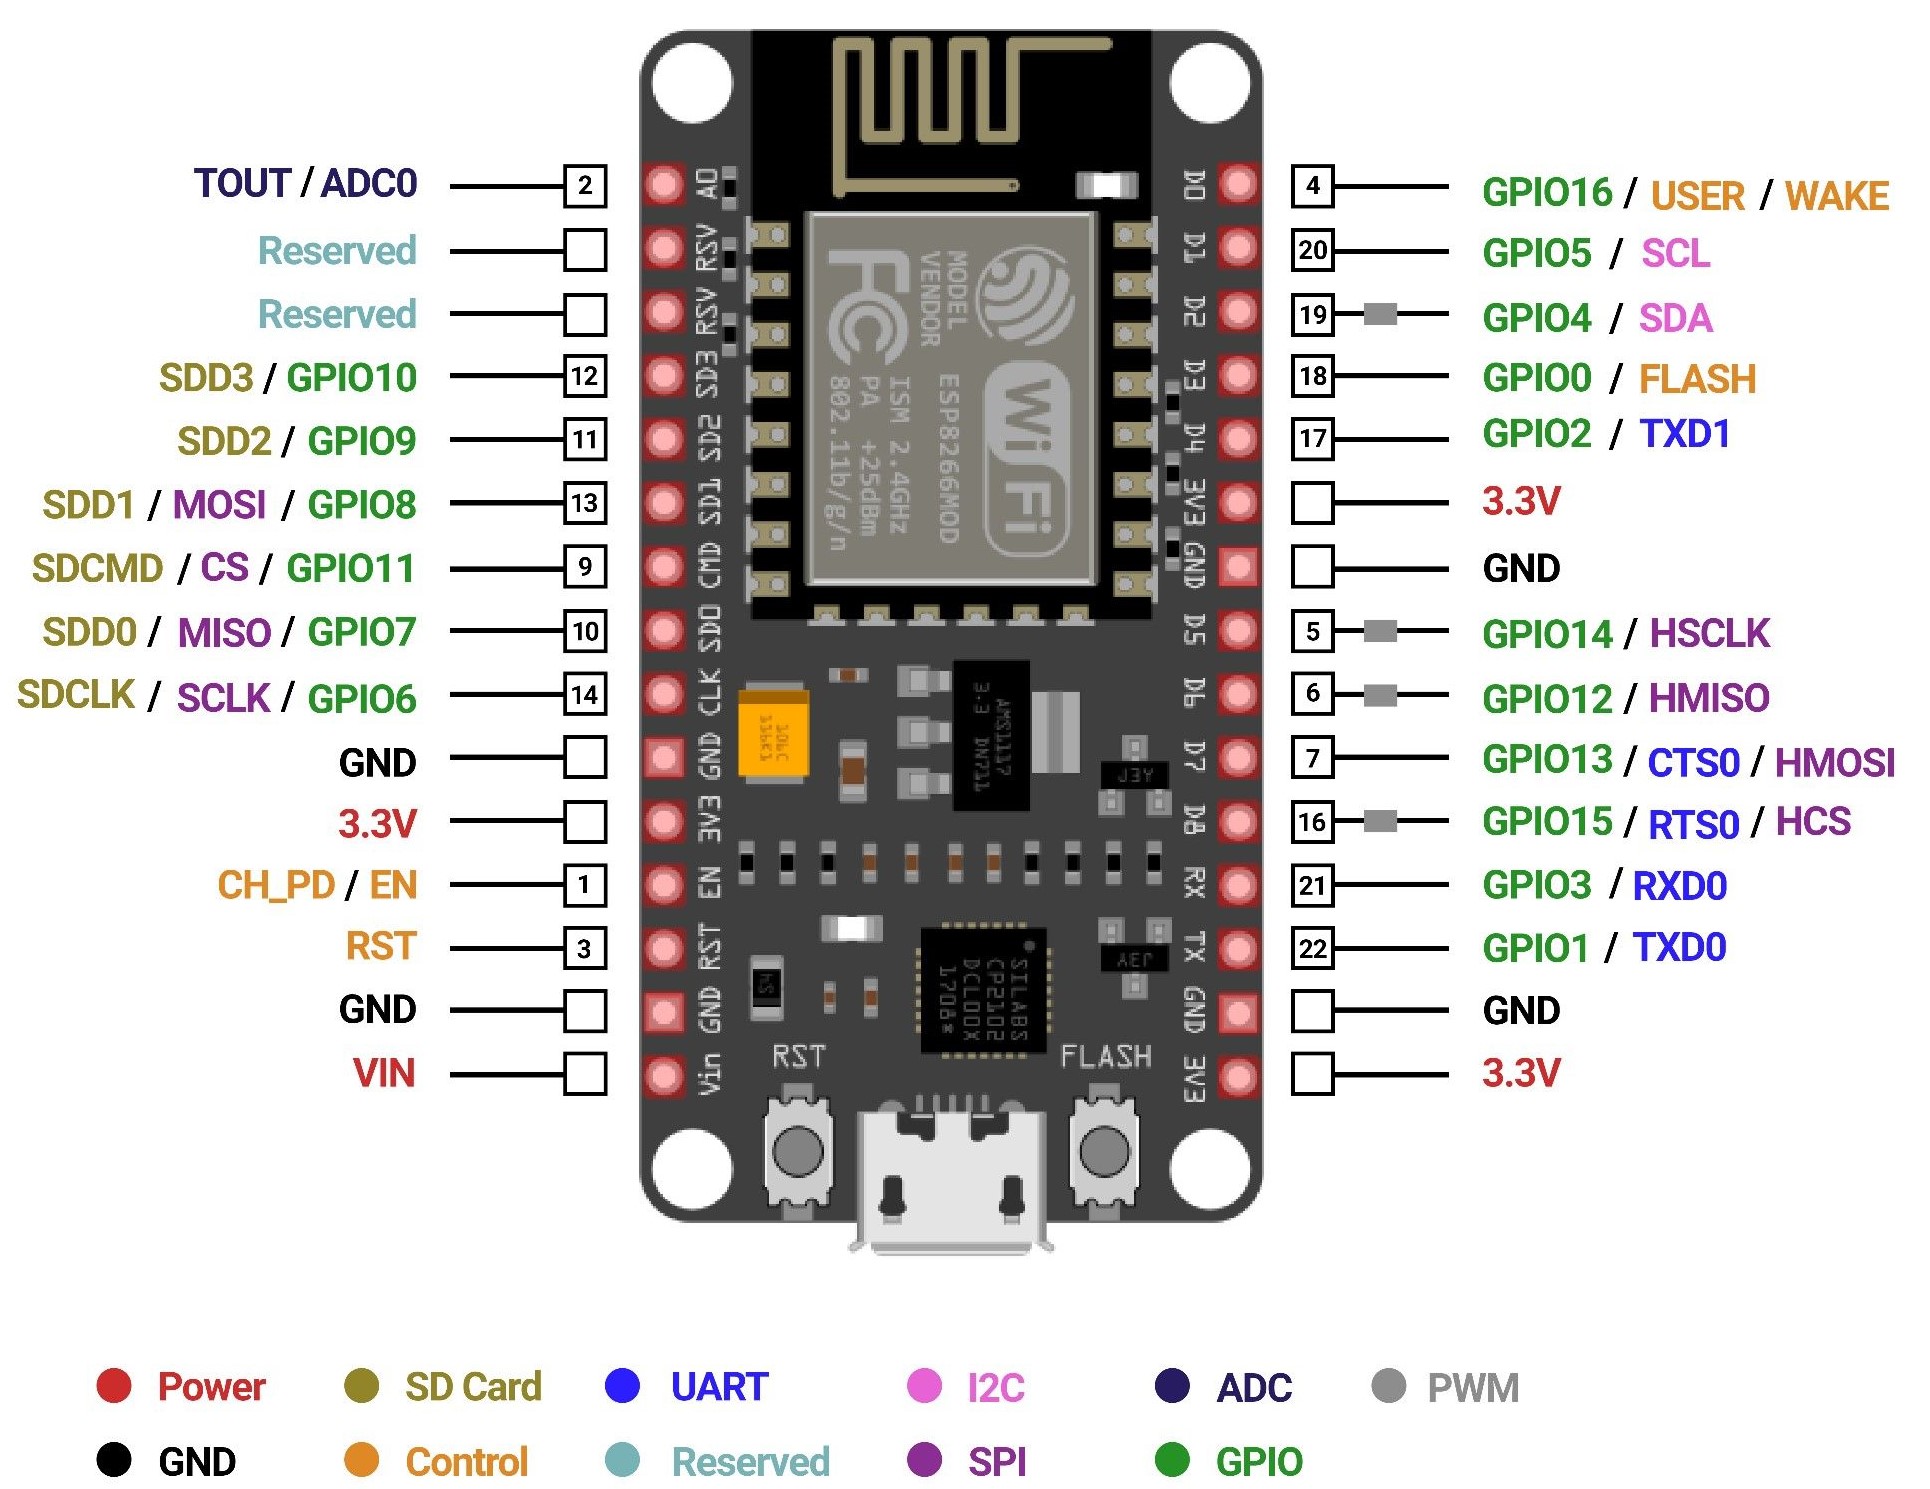 TOUT / ADC0 2 A0 D0 4 GPIO16 / USER / WAKE
Reserved RSV D1 20 GPIO5 / SCL
Reserved RSV D2 19 GPIO4 / SDA
SDD3 / GPIO10 12 SD3 D3 18 GPIO0 / FLASH
SDD2 / GPIO9 11 SD2 D4 17 GPIO2 / TXD1
SDD1 / MOSI / GPIO8 13 SD1 3V3 3.3V
SDCMD / CS / GPIO11 9 CMD GND GND
SDD0 / MISO / GPIO7 10 SD0 D5 5 GPIO14 / HSCLK
SDCLK / SCLK / GPIO6 14 CLK D6 6 GPIO12 / HMISO
GND GND D7 7 GPIO13 / CTS0 / HMOSI
3.3V 3V3 D8 16 GPIO15 / RTS0 / HCS
CH_PD / EN 1 EN RX 21 GPIO3 / RXD0
RST 3 RST TX 22 GPIO1 / TXD0
GND GND GND GND
VIN Vin 3V3 3.3V
MODEL
VENDOR
ESP8266MOD
ISM 2.4GHz
PA +25dBm
802.11b/g/n
FC
WiFi
AMS1117
3.3 DN711
J3Y
SILABS
CP2102
DCL00X
1708*
RST
FLASH
Power SD Card UART I2C ADC PWM
GND Control Reserved SPI GPIO